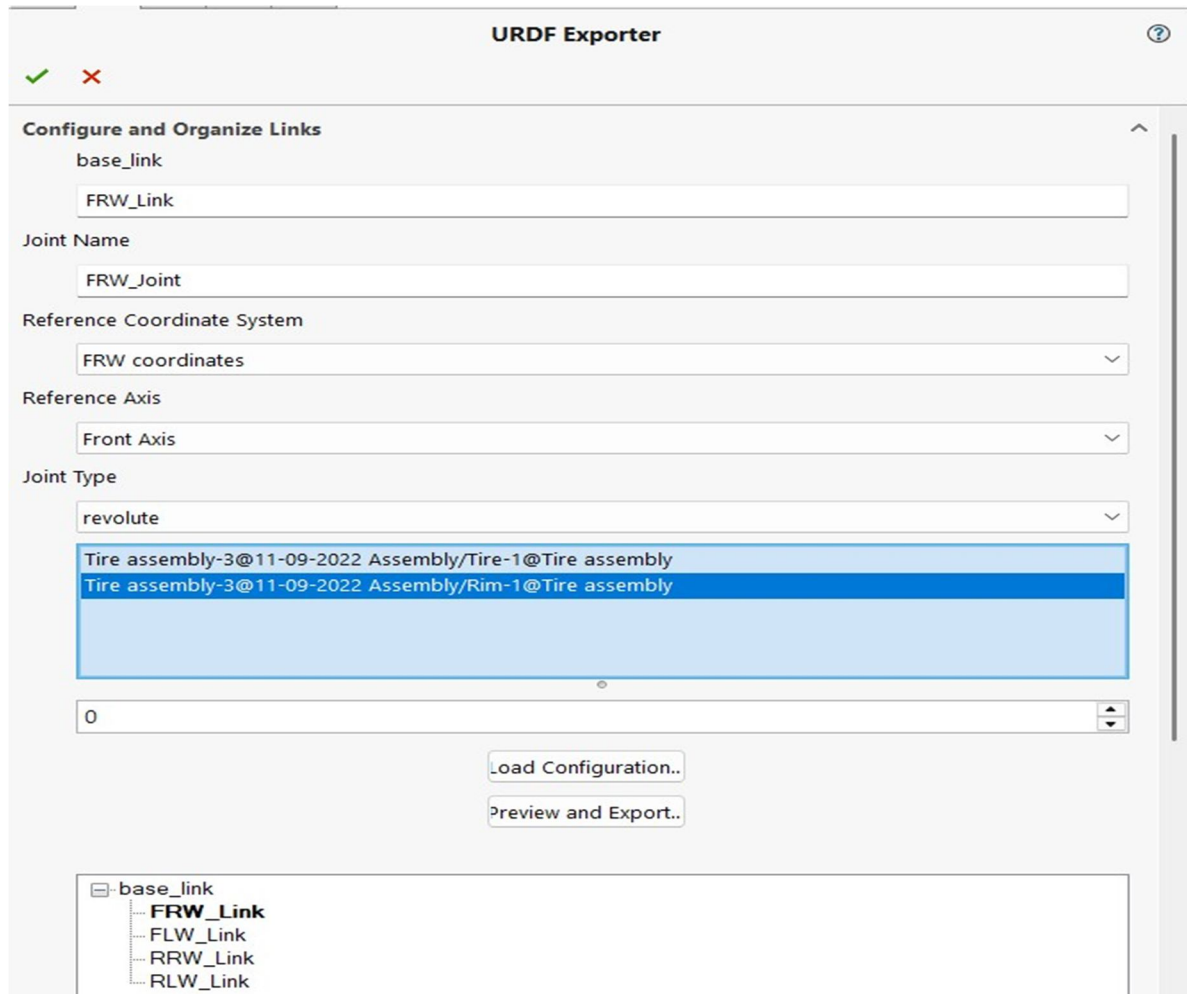 URDF Exporter
Configure and Organize Links
base_link
FRW_Link
Joint Name
FRW_Joint
Reference Coordinate System
FRW coordinates
Reference Axis
Front Axis
Joint Type
revolute
Tire assembly-3@11-09-2022 Assembly/Tire-1@Tire assembly
Tire assembly-3@11-09-2022 Assembly/Rim-1@Tire assembly
0
Load Configuration..
Preview and Export..
base_link
FRW_Link
FLW_Link
RRW_Link
RLW_Link